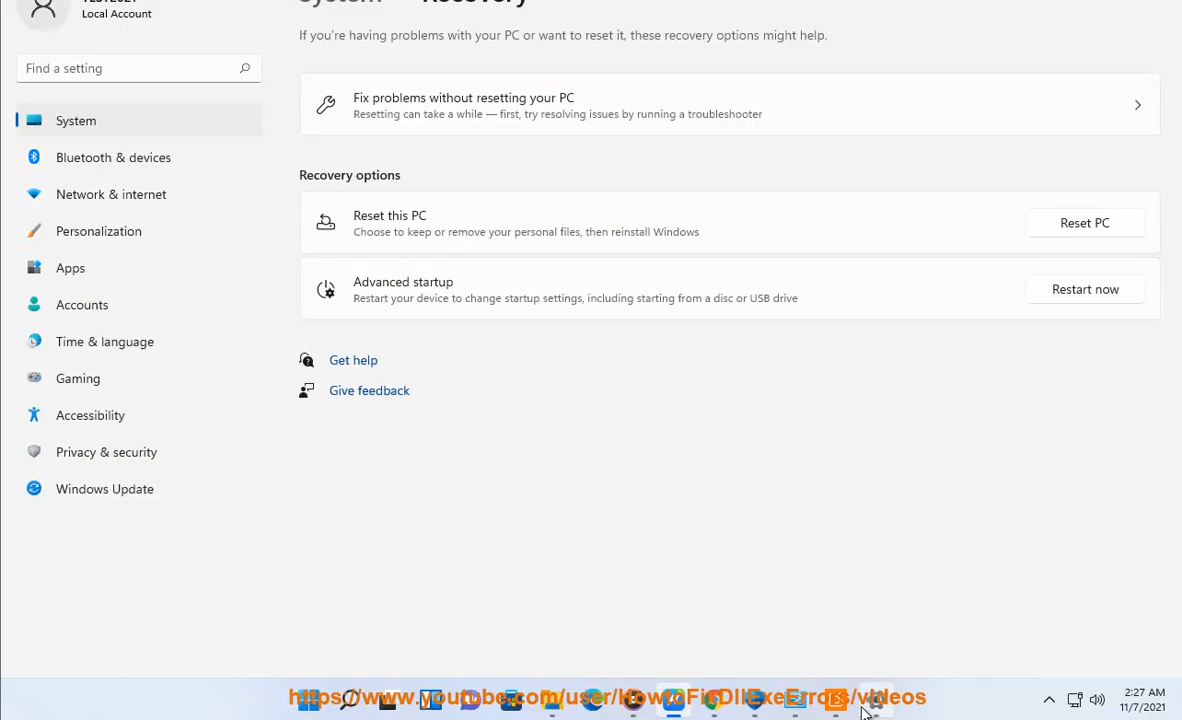 Local Account
System
Recovery
If you're having problems with your PC or want to reset it, these recovery options might help.
Find a setting
System
Bluetooth & devices
Network & internet
Personalization
Apps
Accounts
Time & language
Gaming
Accessibility
Privacy & security
Windows Update
Fix problems without resetting your PC
Resetting can take a while — first, try resolving issues by running a troubleshooter
Recovery options
Reset this PC
Choose to keep or remove your personal files, then reinstall Windows
Reset PC
Advanced startup
Restart your device to change startup settings, including starting from a disc or USB drive
Restart now
Get help
Give feedback
https://www.youtube.com/user/HowtoFixDllExeErrors/videos
2:27 AM
11/7/2021